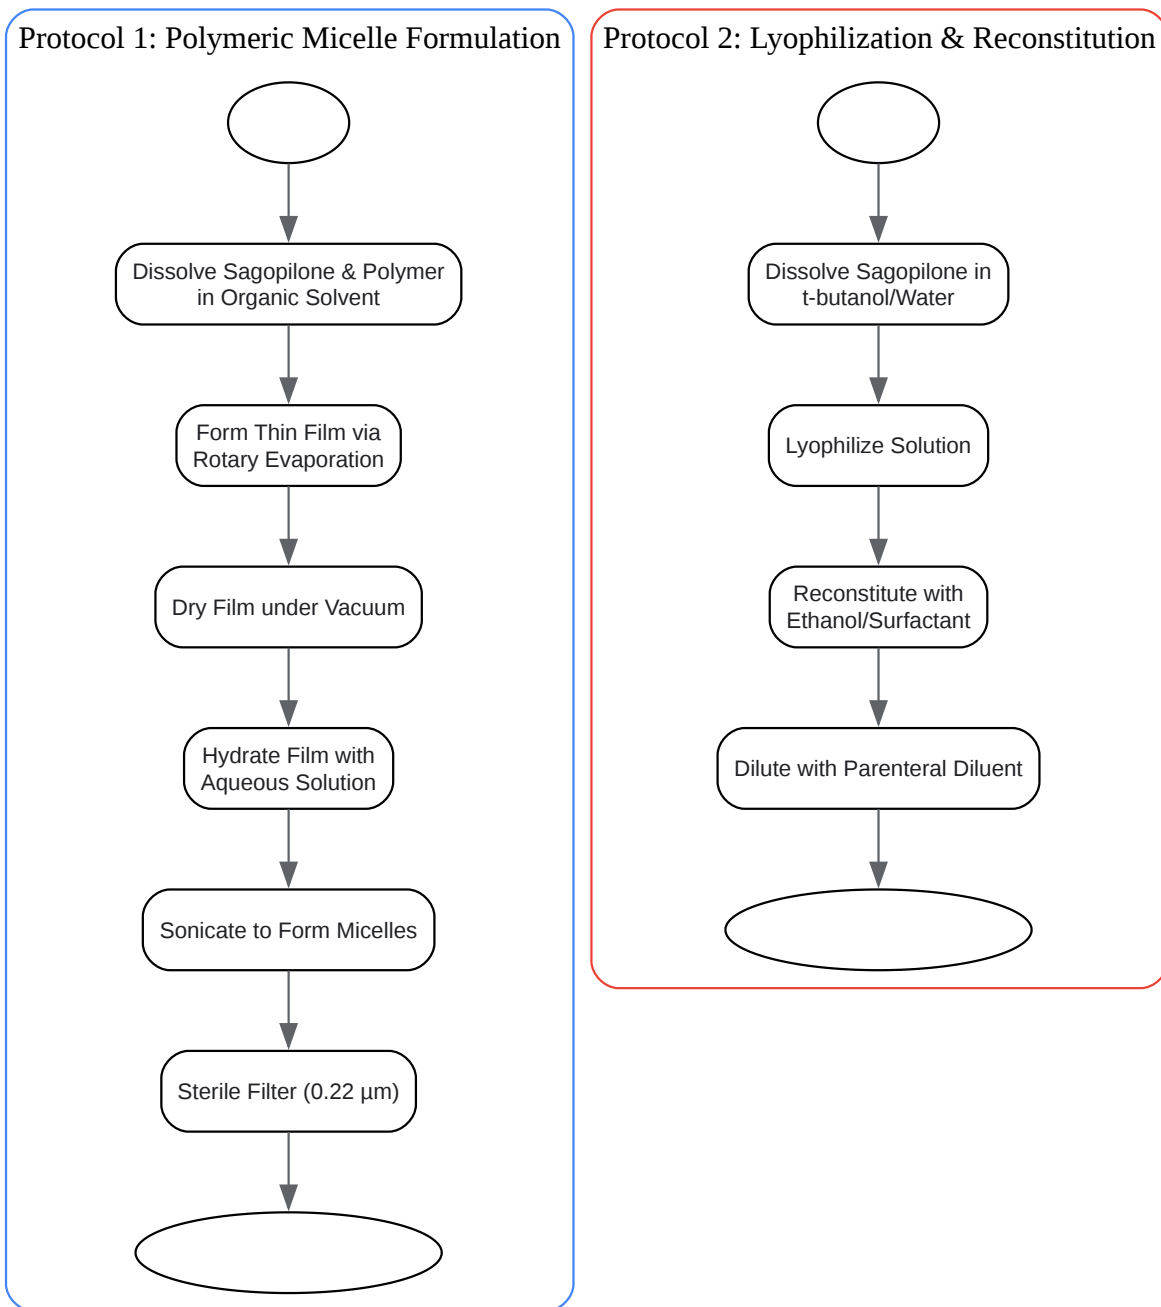 Protocol 1: Polymeric Micelle Formulation
Dissolve Sagopilone & Polymer
in Organic Solvent
Form Thin Film via
Rotary Evaporation
Dry Film under Vacuum
Hydrate Film with
Aqueous Solution
Sonicate to Form Micelles
Sterile Filter (0.22 µm)
Protocol 2: Lyophilization & Reconstitution
Dissolve Sagopilone in
t-butanol/Water
Lyophilize Solution
Reconstitute with
Ethanol/Surfactant
Dilute with Parenteral Diluent